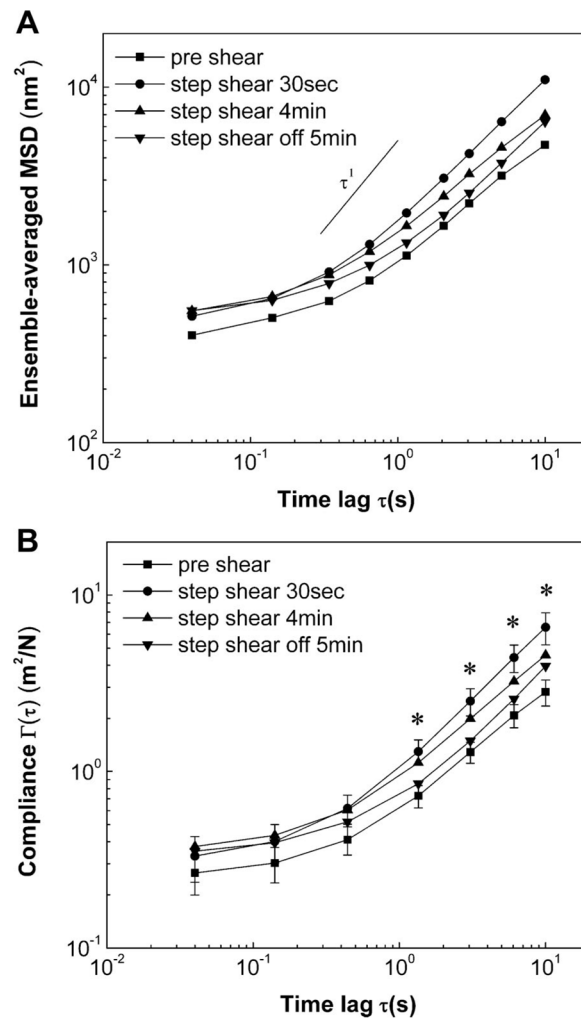 A
Ensemble-averaged MSD (nm²)
10⁴
10³
10²
pre shear
step shear 30sec
step shear 4min
step shear off 5min
τ¹
10⁻² 10⁻¹ 10⁰ 10¹
Time lag τ(s)
B
Compliance Γ(τ) (m²/N)
10¹
10⁰
10⁻¹
pre shear
step shear 30sec
step shear 4min
step shear off 5min
* * * *
10⁻² 10⁻¹ 10⁰ 10¹
Time lag τ(s)